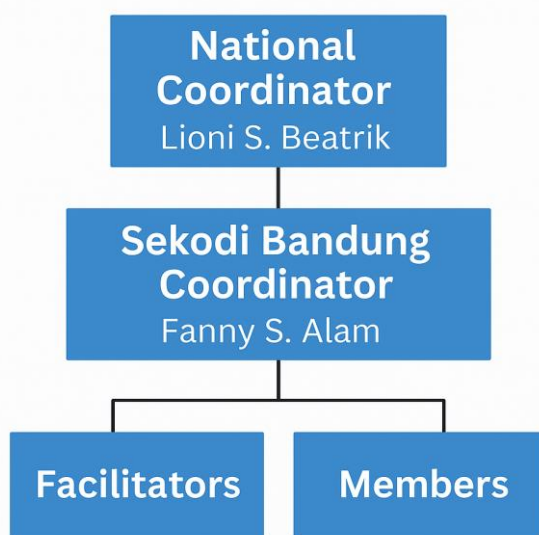 National
Coordinator
Lioni S. Beatrik
Sekodi Bandung
Coordinator
Fanny S. Alam
Facilitators
Members